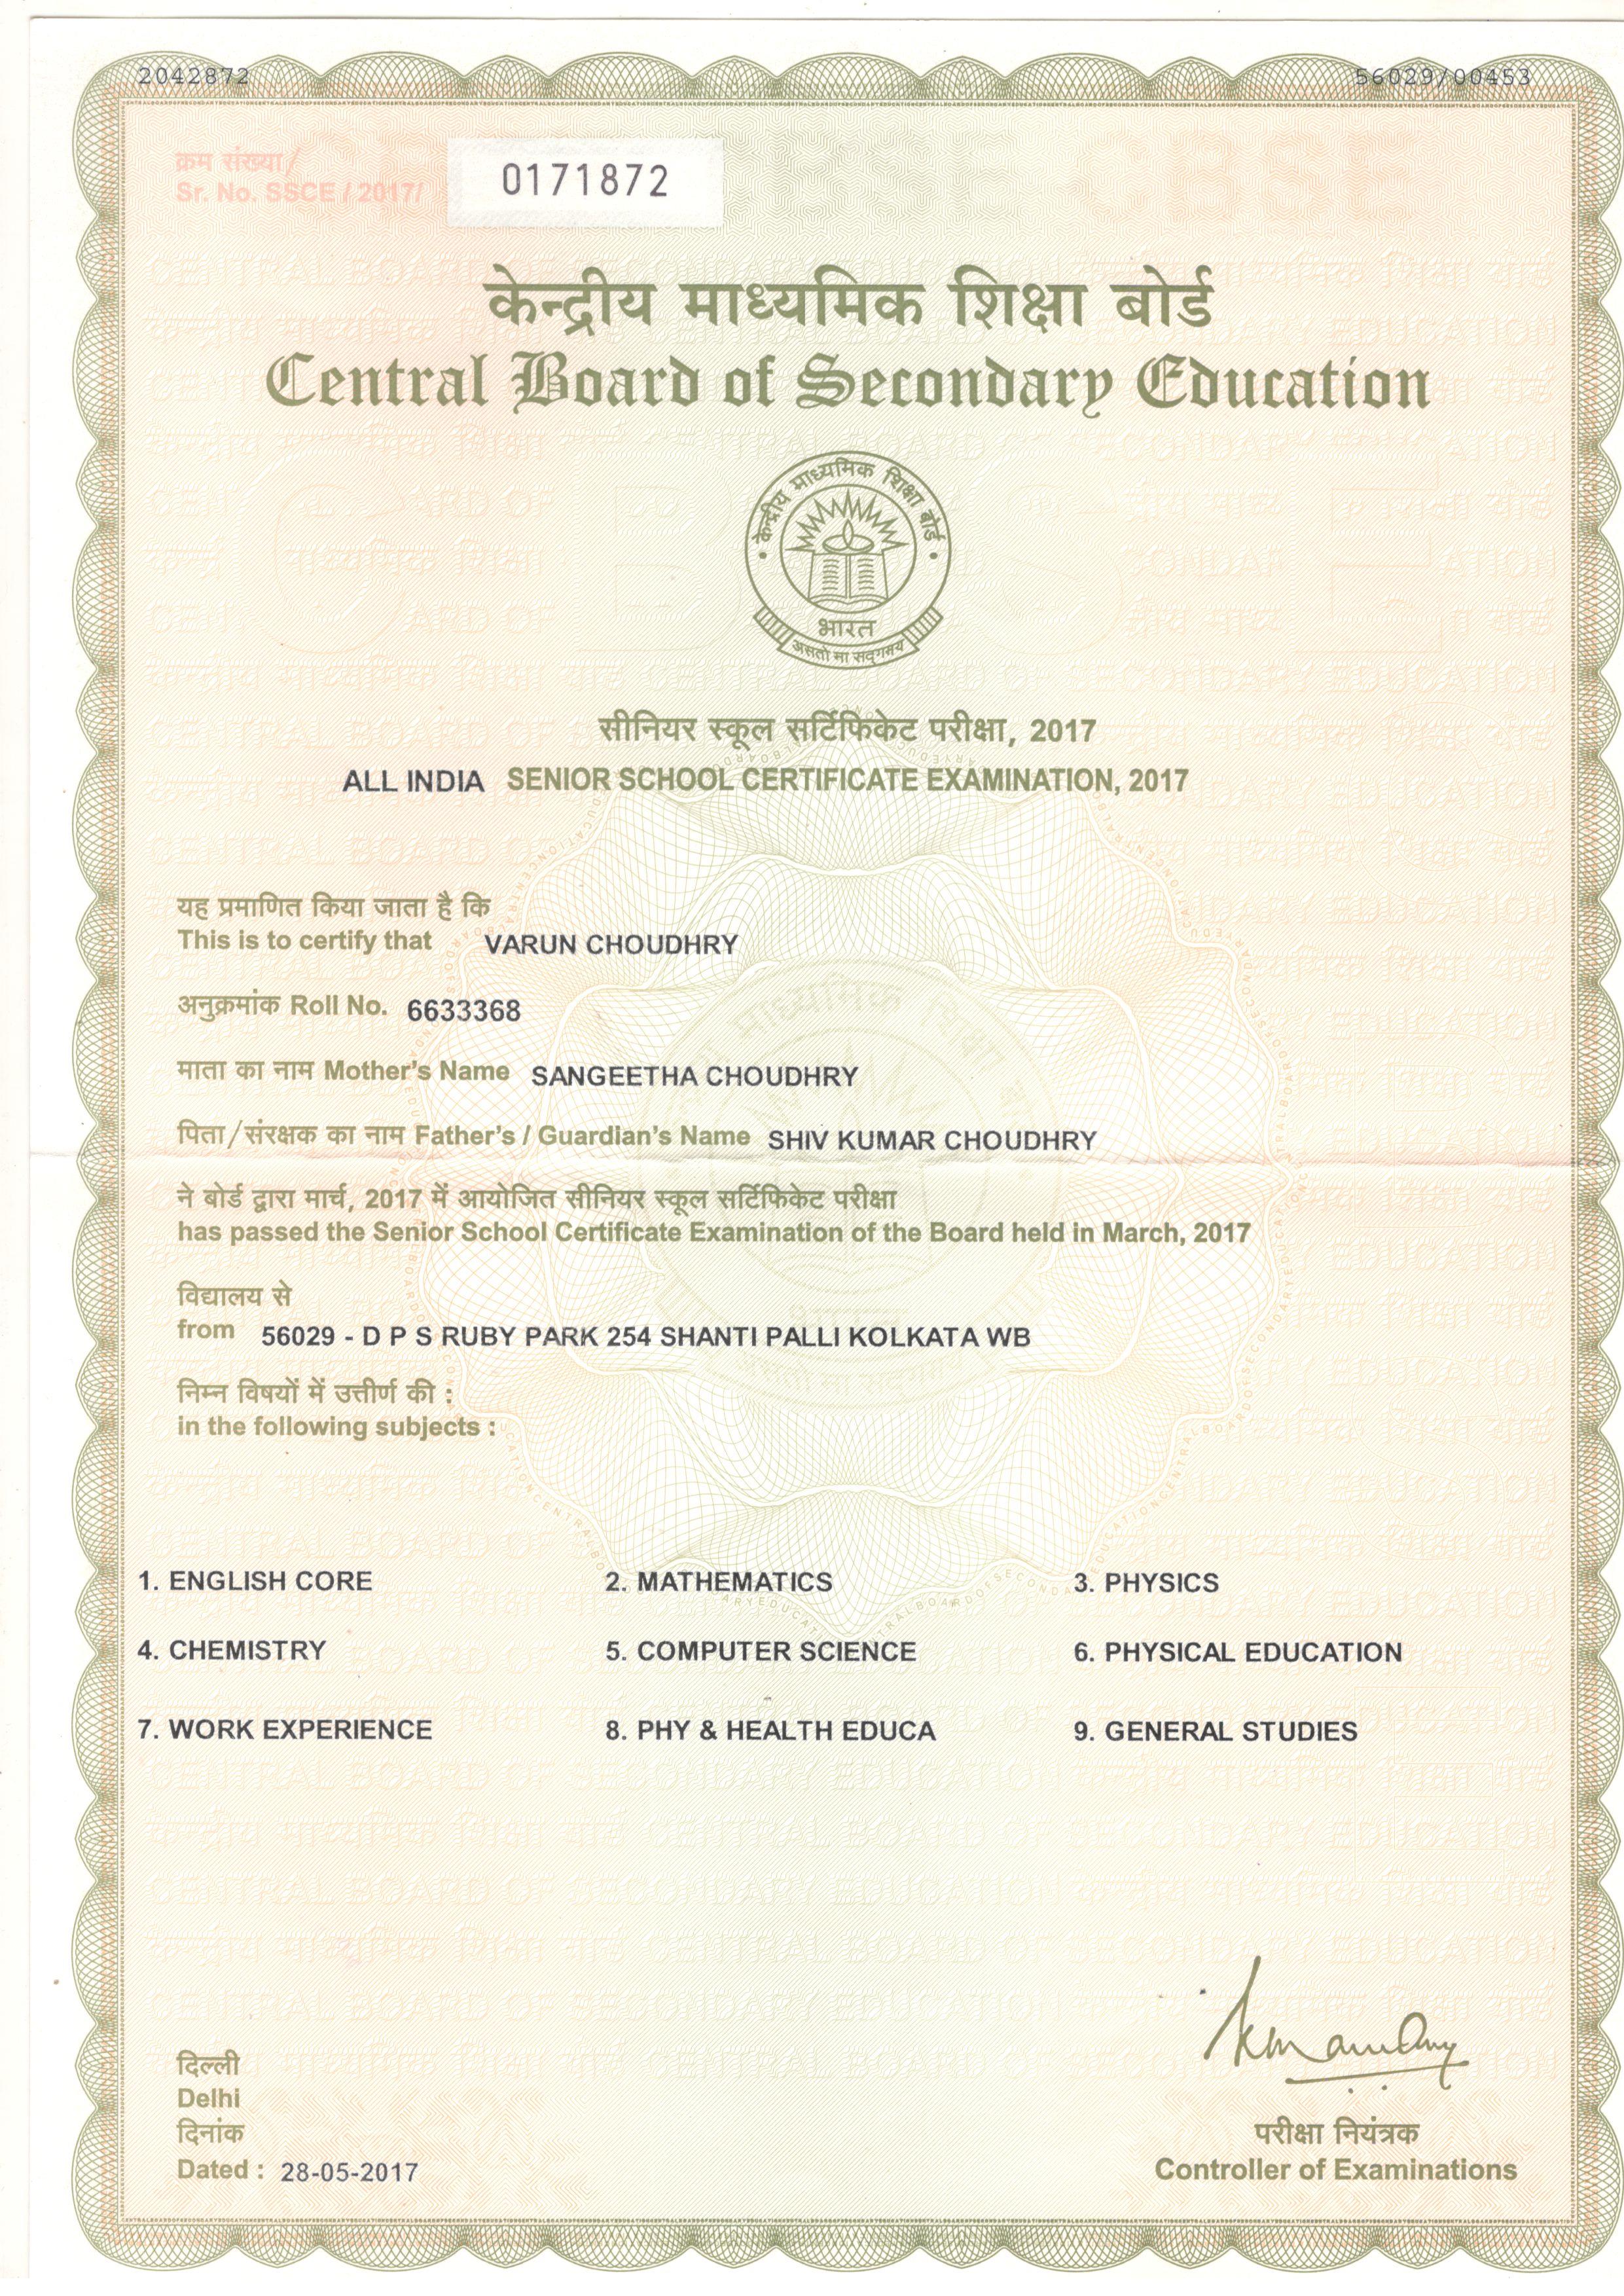 2042872 56029/00453
क्रम संख्या/
Sr. No. SSCE / 2017/ 0171872
केन्द्रीय माध्यमिक शिक्षा बोर्ड
Central Board of Secondary Education
केन्द्रीय माध्यमिक शिक्षा बोर्ड
भारत
असतो मा सद्गमय
सीनियर स्कूल सर्टिफिकेट परीक्षा, 2017
ALL INDIA SENIOR SCHOOL CERTIFICATE EXAMINATION, 2017
यह प्रमाणित किया जाता है कि
This is to certify that VARUN CHOUDHRY
अनुक्रमांक Roll No. 6633368
माता का नाम Mother's Name SANGEETHA CHOUDHRY
पिता/संरक्षक का नाम Father's / Guardian's Name SHIV KUMAR CHOUDHRY
ने बोर्ड द्वारा मार्च, 2017 में आयोजित सीनियर स्कूल सर्टिफिकेट परीक्षा
has passed the Senior School Certificate Examination of the Board held in March, 2017
विद्यालय से
from 56029 - D P S RUBY PARK 254 SHANTI PALLI KOLKATA WB
निम्न विषयों में उत्तीर्ण की :
in the following subjects :
1. ENGLISH CORE 2. MATHEMATICS 3. PHYSICS
4. CHEMISTRY 5. COMPUTER SCIENCE 6. PHYSICAL EDUCATION
7. WORK EXPERIENCE 8. PHY & HEALTH EDUCA 9. GENERAL STUDIES
दिल्ली
Delhi
दिनांक
Dated : 28-05-2017
परीक्षा नियंत्रक
Controller of Examinations